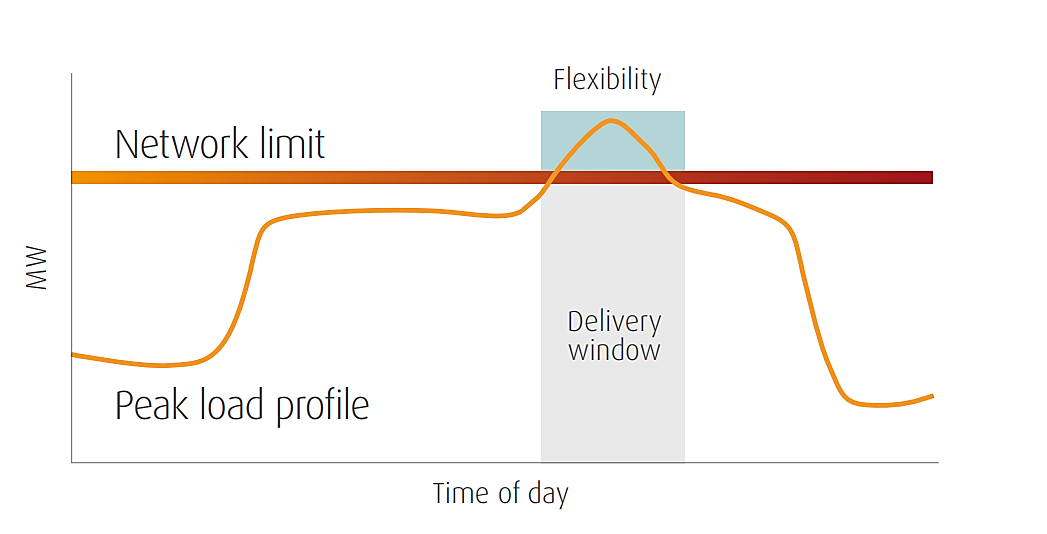 Flexibility
Network limit
MW
Delivery
window
Peak load profile
Time of day